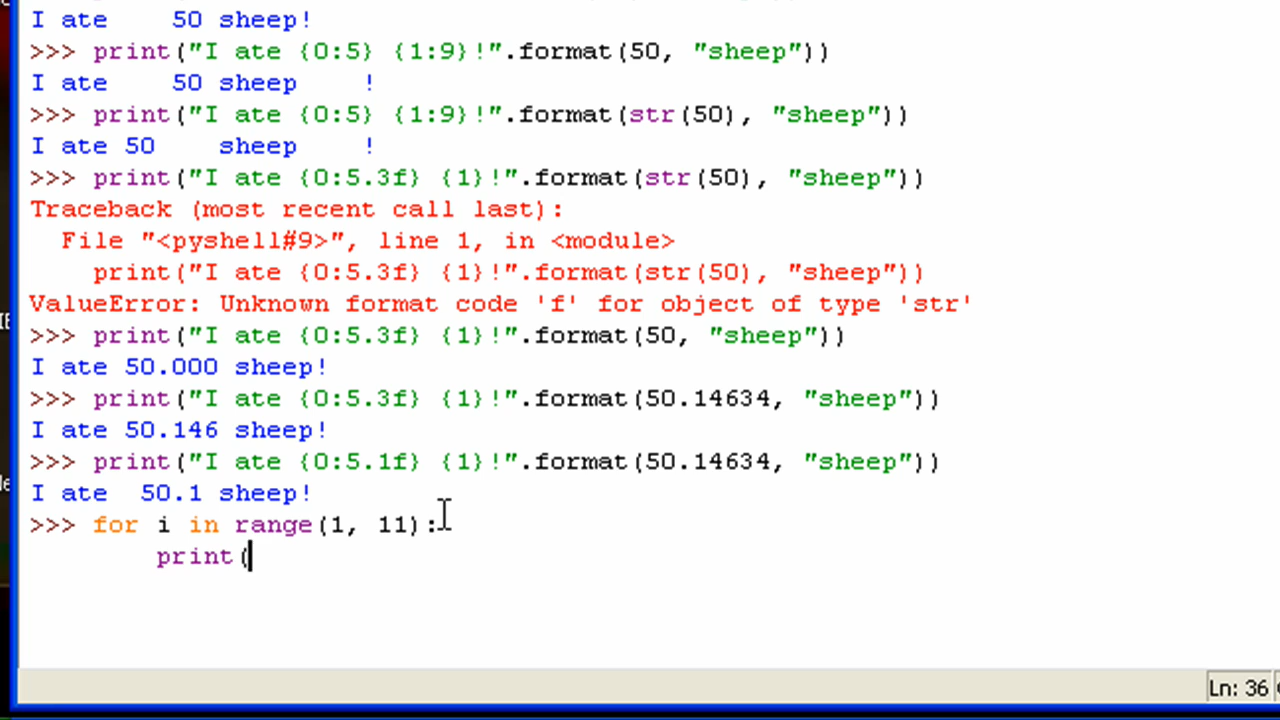 I ate    50 sheep!
>>> print("I ate {0:5} {1:9}!".format(50, "sheep"))
I ate    50 sheep    !
>>> print("I ate {0:5} {1:9}!".format(str(50), "sheep"))
I ate 50    sheep    !
>>> print("I ate {0:5.3f} {1}!".format(str(50), "sheep"))
Traceback (most recent call last):
  File "<pyshell#9>", line 1, in <module>
    print("I ate {0:5.3f} {1}!".format(str(50), "sheep"))
ValueError: Unknown format code 'f' for object of type 'str'
>>> print("I ate {0:5.3f} {1}!".format(50, "sheep"))
I ate 50.000 sheep!
>>> print("I ate {0:5.3f} {1}!".format(50.14634, "sheep"))
I ate 50.146 sheep!
>>> print("I ate {0:5.1f} {1}!".format(50.14634, "sheep"))
I ate  50.1 sheep!
>>> for i in range(1, 11):
        print(
Ln: 36